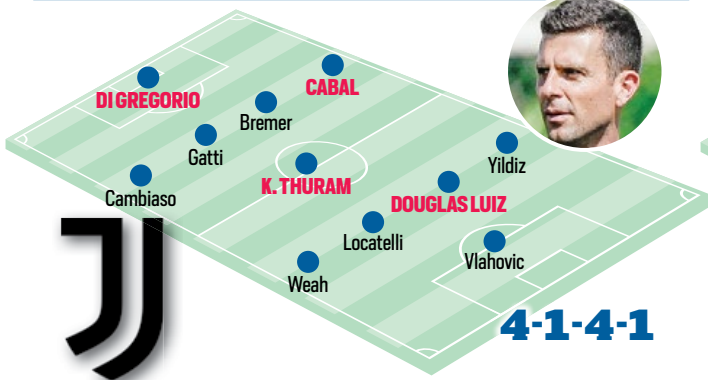 CABAL
DI GREGORIO
Bremer
Gatti
Yildiz
K. THURAM
Cambiaso
DOUGLAS LUIZ
Locatelli
Vlahovic
Weah
4-1-4-1